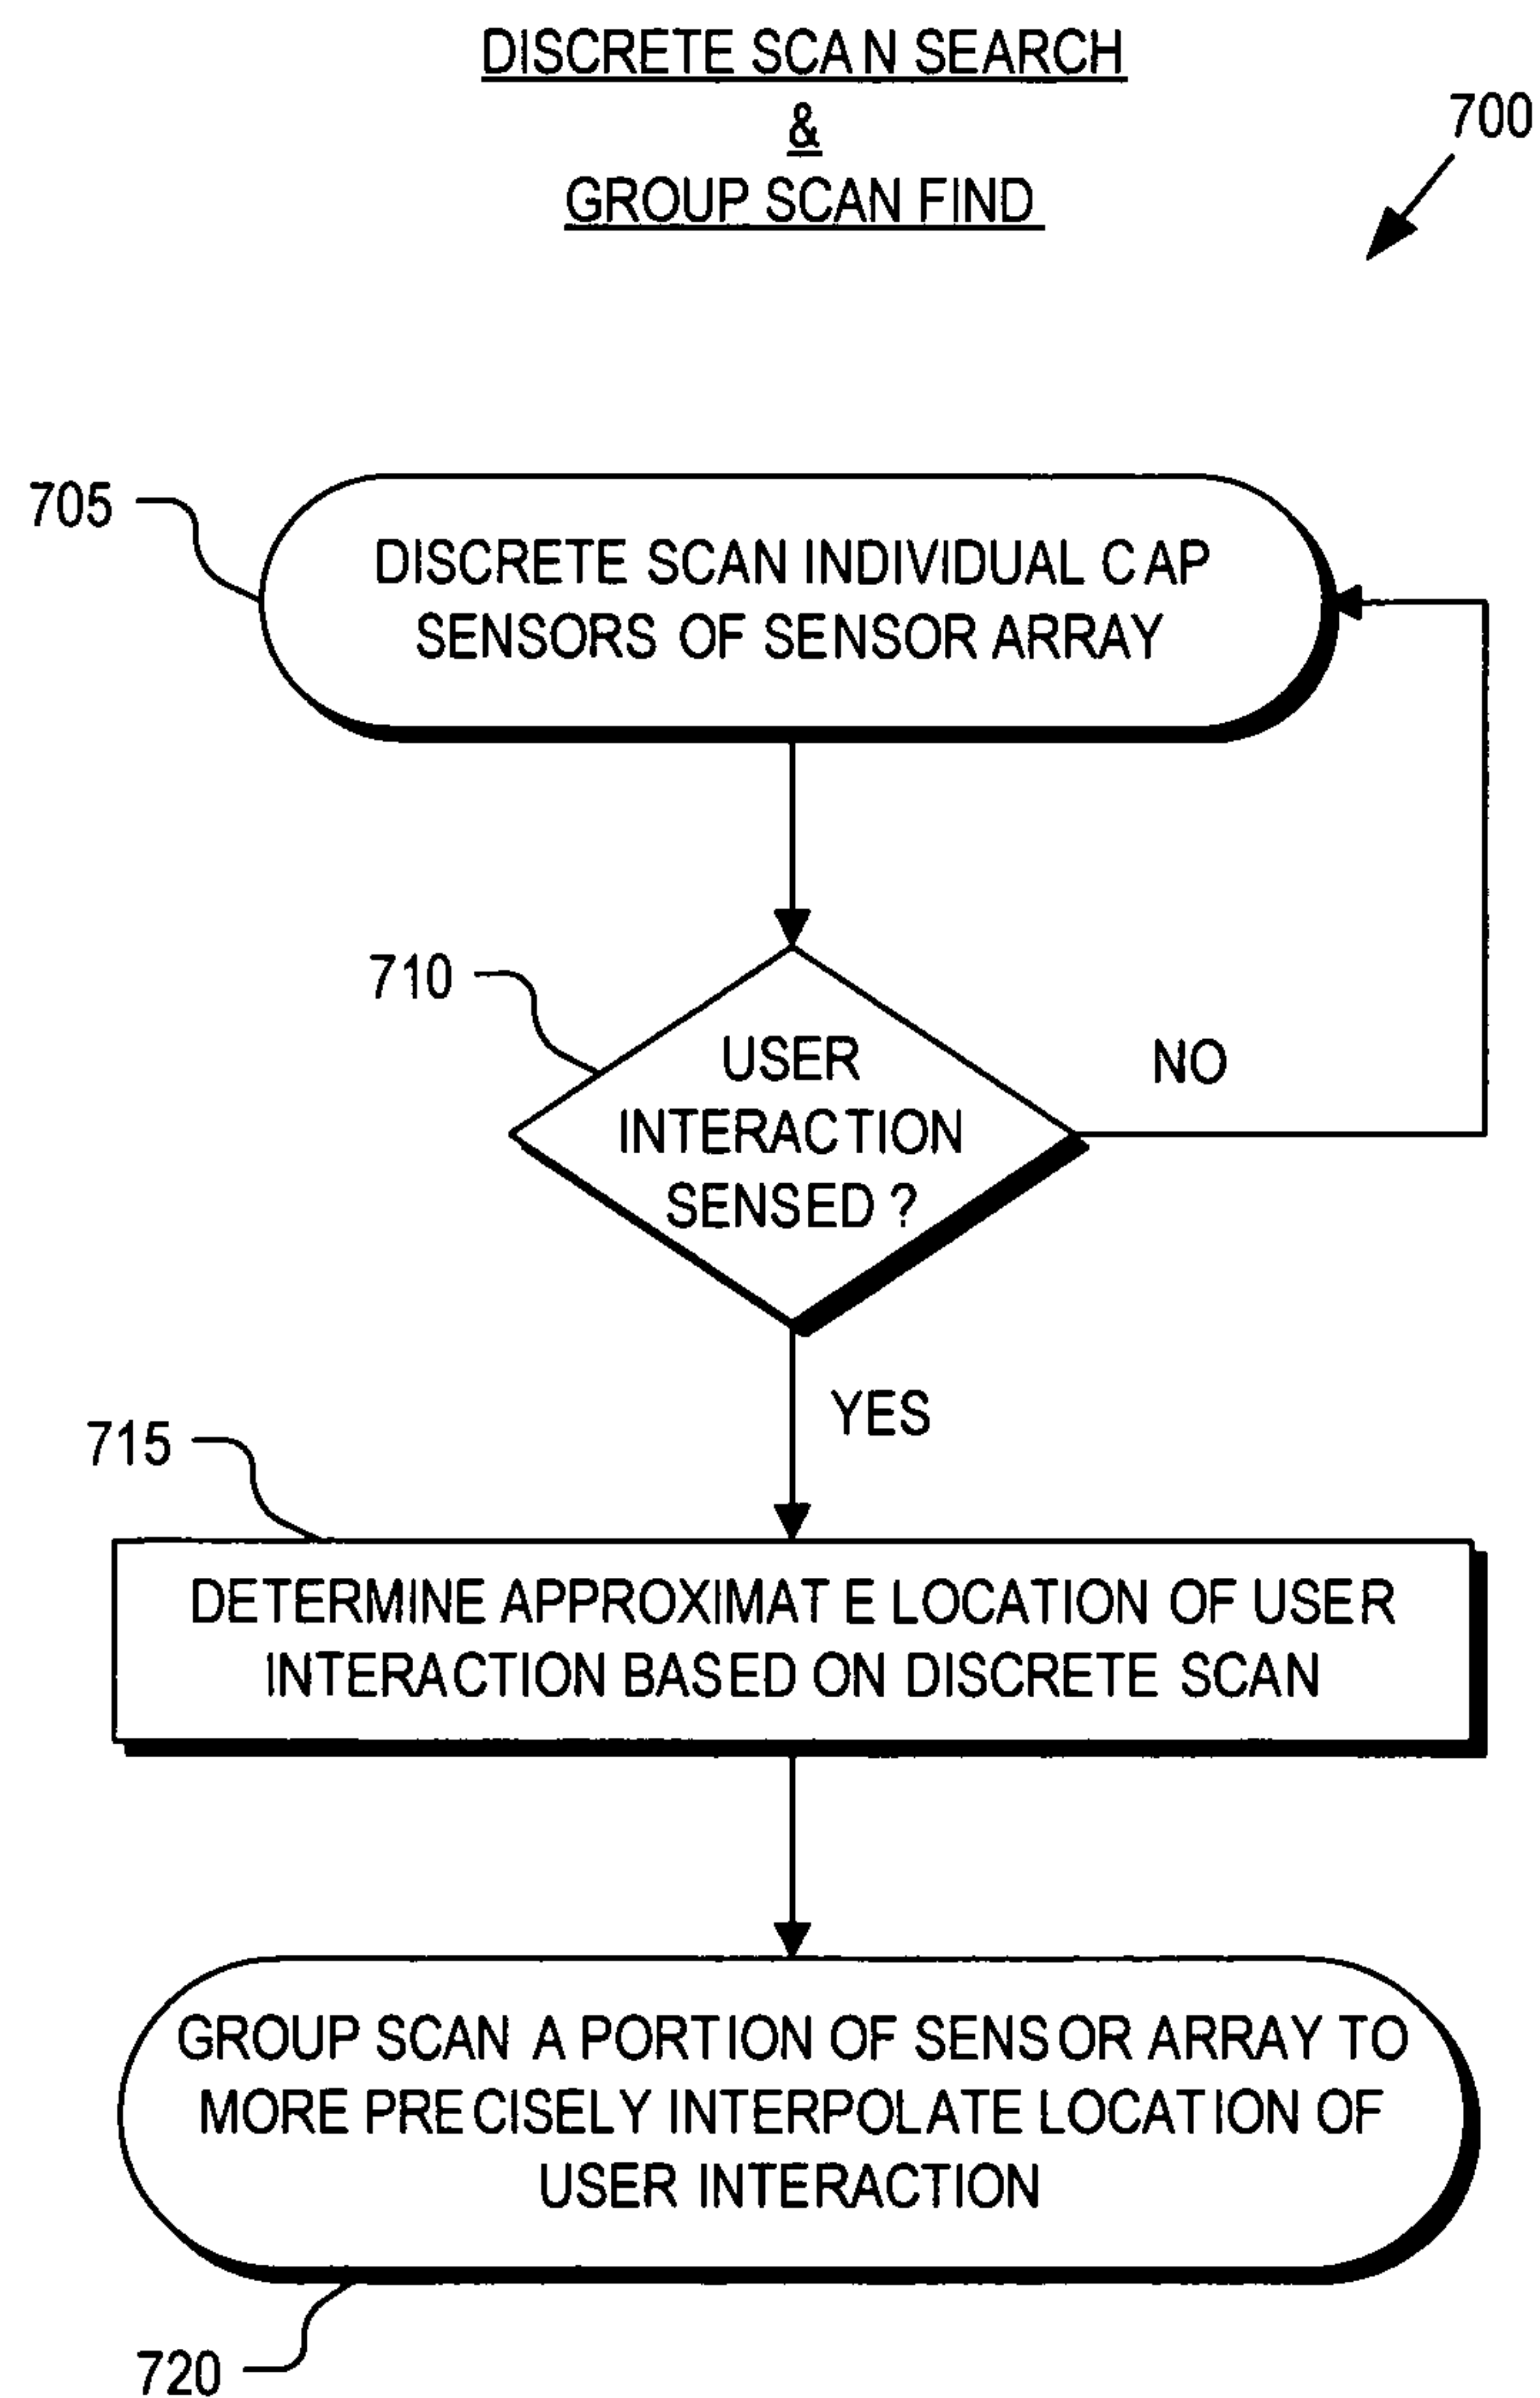 DISCRETE SCAN SEARCH
&
GROUP SCAN FIND
700
705
DISCRETE SCAN INDIVIDUAL CAP
SENSORS OF SENSOR ARRAY
710
USER
INTERACTION
SENSED ?
NO
YES
715
DETERMINE APPROXIMATE LOCATION OF USER
INTERACTION BASED ON DISCRETE SCAN
GROUP SCAN A PORTION OF SENSOR ARRAY TO
MORE PRECISELY INTERPOLATE LOCATION OF
USER INTERACTION
720